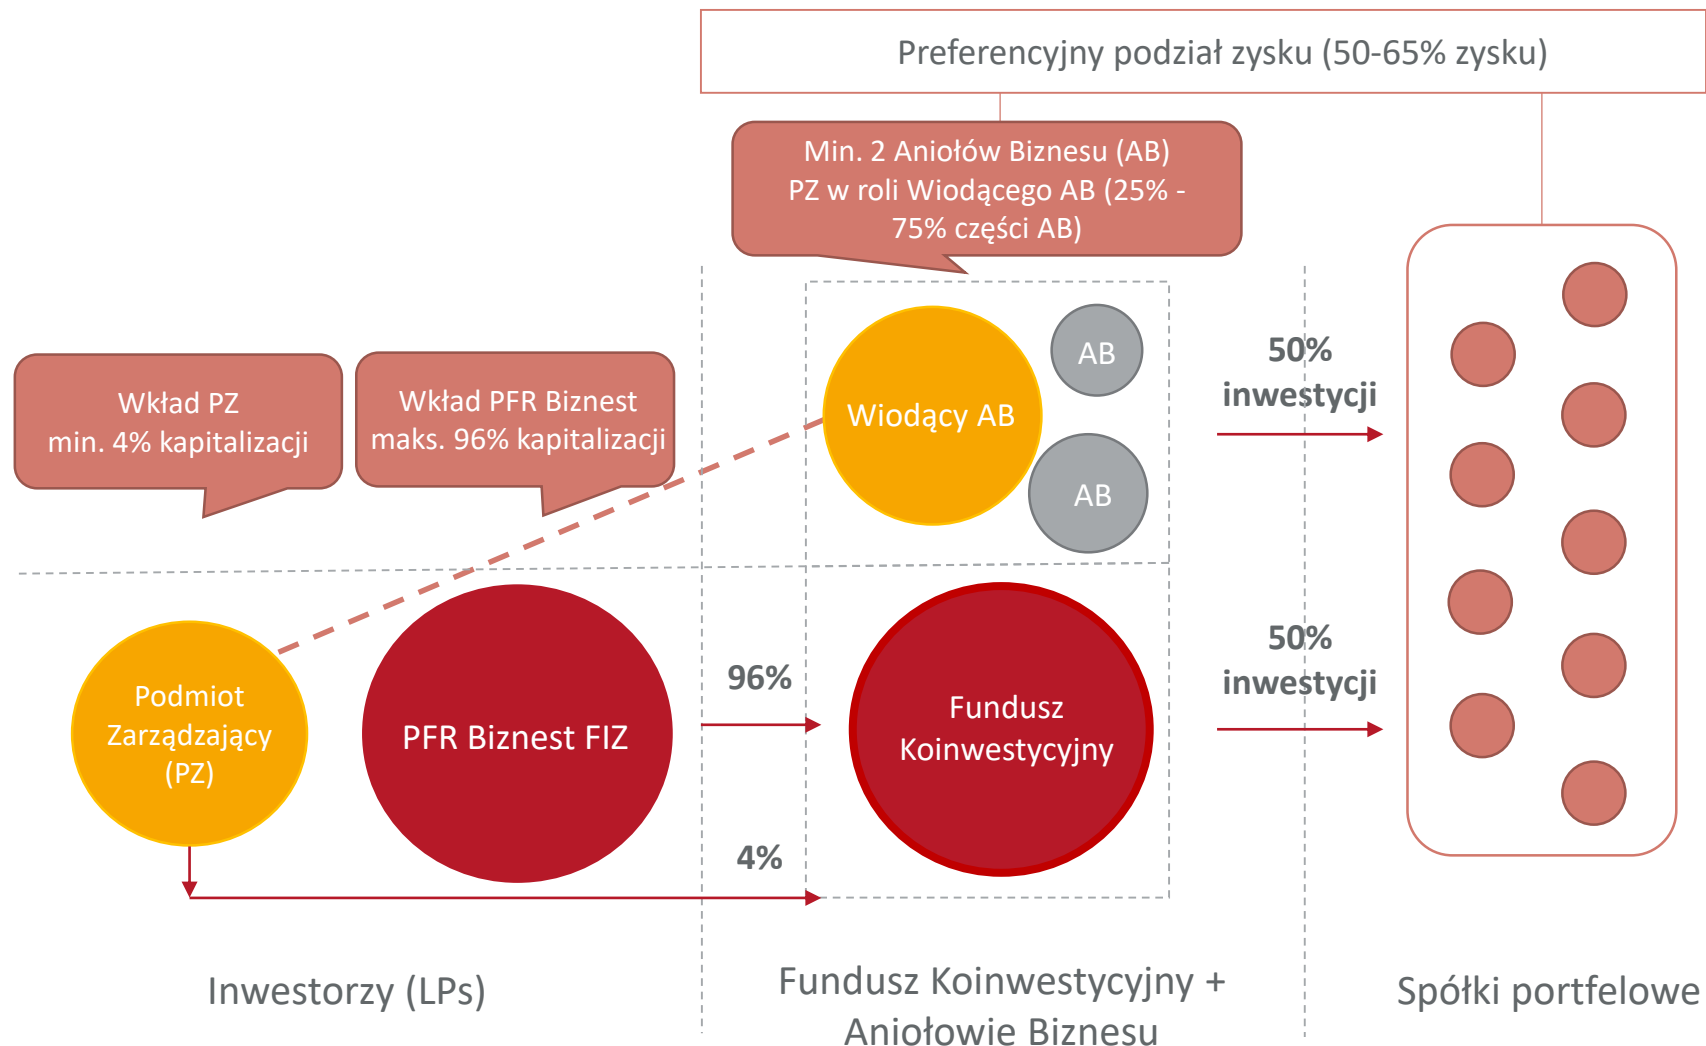 Preferencyjny podział zysku (50-65% zysku)
Min. 2 Aniołów Biznesu (AB)
PZ w roli Wiodącego AB (25% -
75% części AB)
Wkład PZ
min. 4% kapitalizacji
Wkład PFR Biznest
maks. 96% kapitalizacji
Wiodący AB
AB
AB
50%
inwestycji
Podmiot
Zarządzający
(PZ)
PFR Biznest FIZ
96%
4%
Fundusz
Koinwestycyjny
50%
inwestycji
Inwestorzy (LPs)
Fundusz Koinwestycyjny +
Aniołowie Biznesu
Spółki portfelowe